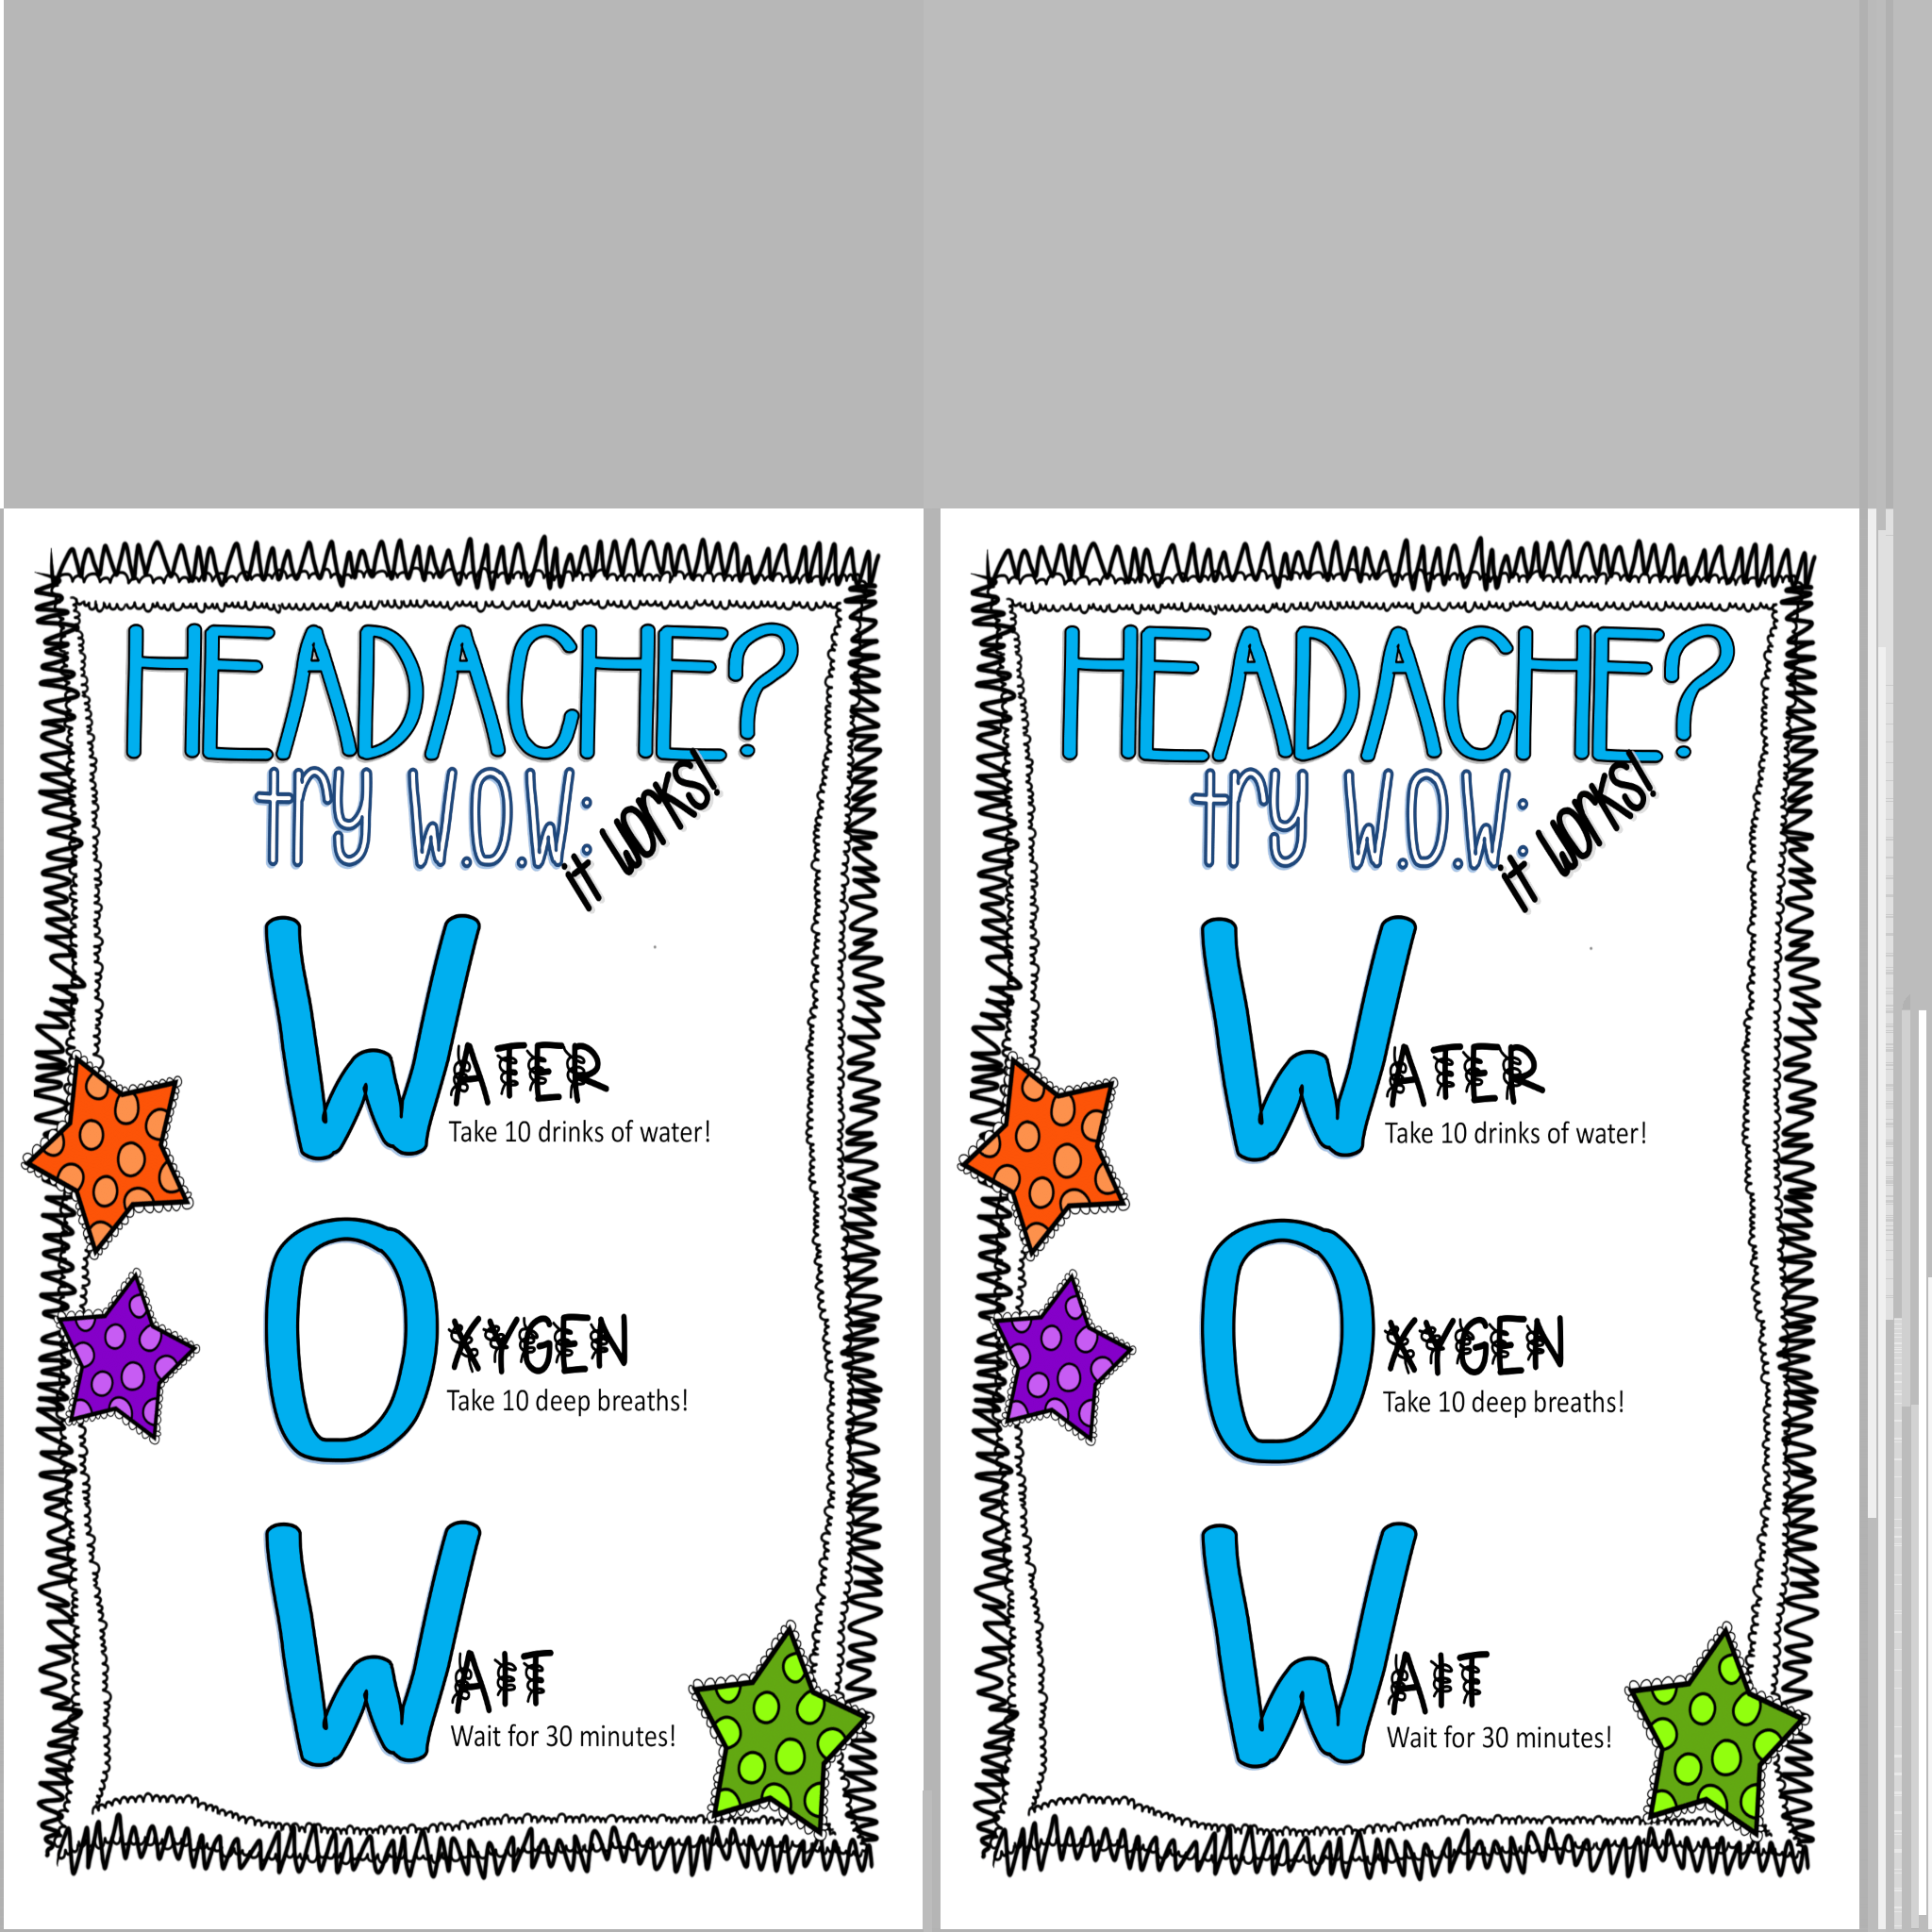 HEADACHE?
try W.O.W:
it works!
WATER
Take 10 drinks of water!
OXYGEN
Take 10 deep breaths!
WAIT
Wait for 30 minutes!
HEADACHE?
try W.O.W:
it works!
WATER
Take 10 drinks of water!
OXYGEN
Take 10 deep breaths!
WAIT
Wait for 30 minutes!